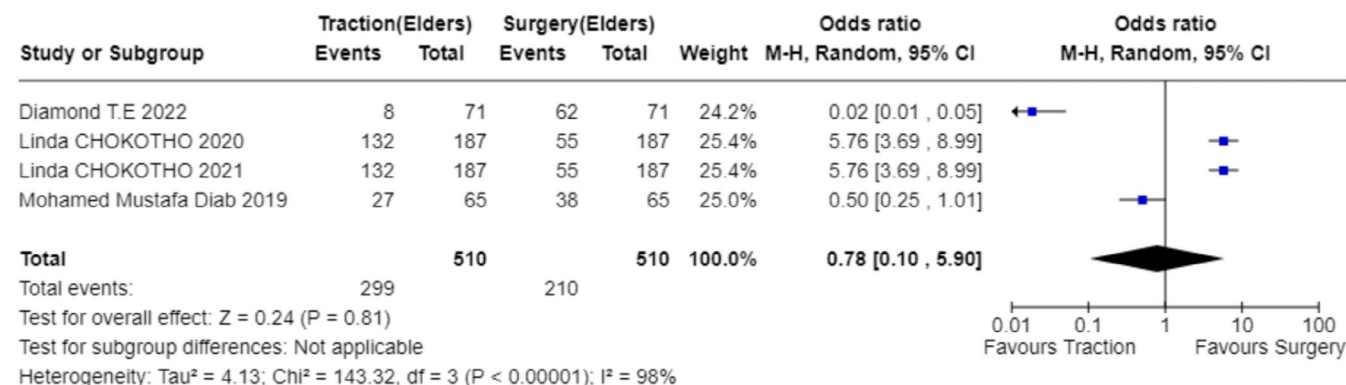 Traction(Elders) Surgery(Elders) Odds ratio Odds ratio
Study or Subgroup Events Total Events Total Weight M-H, Random, 95% CI M-H, Random, 95% CI
Diamond T.E 2022 8 71 62 71 24.2% 0.02 [0.01 , 0.05]
Linda CHOKOTHO 2020 132 187 55 187 25.4% 5.76 [3.69 , 8.99]
Linda CHOKOTHO 2021 132 187 55 187 25.4% 5.76 [3.69 , 8.99]
Mohamed Mustafa Diab 2019 27 65 38 65 25.0% 0.50 [0.25 , 1.01]
Total 510 510 100.0% 0.78 [0.10 , 5.90]
Total events: 299 210
Test for overall effect: Z = 0.24 (P = 0.81)
0.01 0.1 1 10 100
Test for subgroup differences: Not applicable
Favours Traction Favours Surgery
Heterogeneity: Tau² = 4.13; Chi² = 143.32, df = 3 (P < 0.00001); I² = 98%